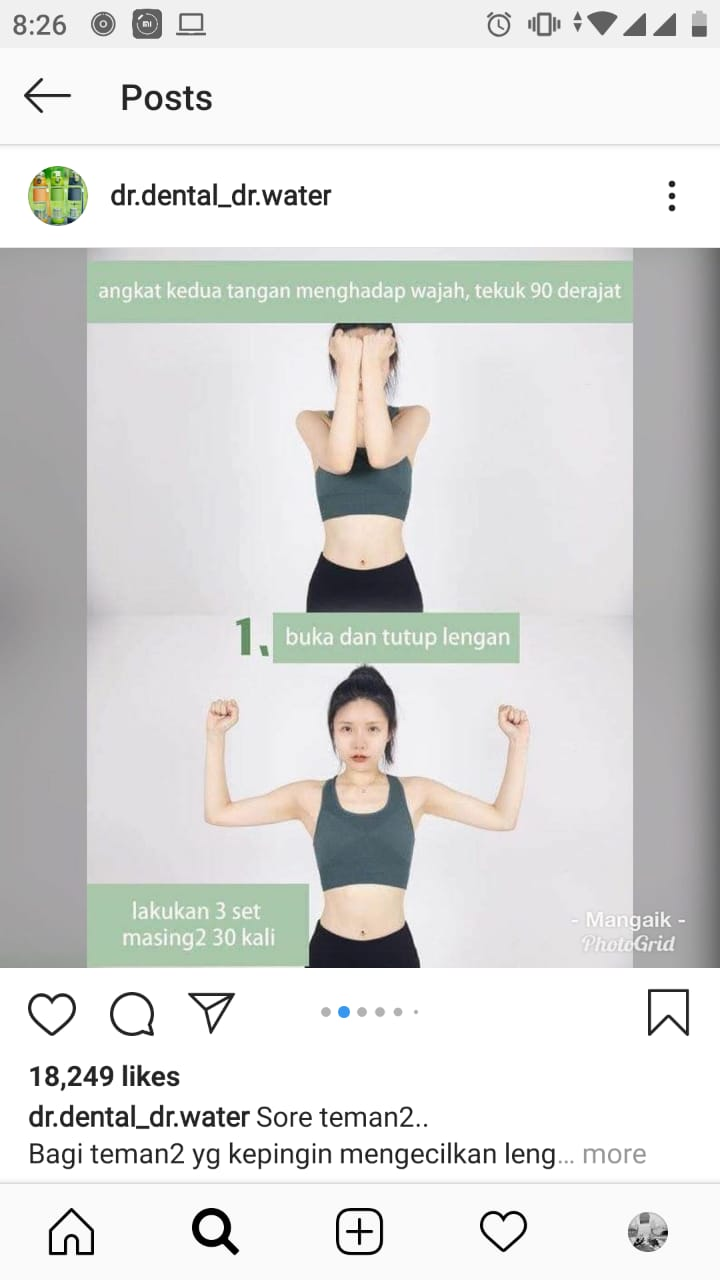 8:26
Posts
dr.dental_dr.water
angkat kedua tangan menghadap wajah, tekuk 90 derajat
1. buka dan tutup lengan
lakukan 3 set
masing2 30 kali
- Mangaik -
PhotoGrid
18,249 likes
dr.dental_dr.water Sore teman2..
Bagi teman2 yg kepingin mengecilkan leng... more